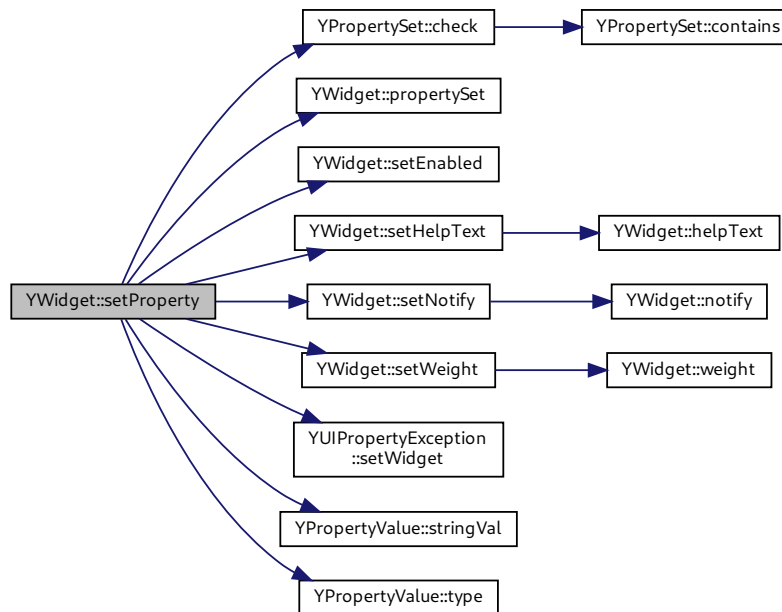 YPropertySet::check
YPropertySet::contains
YWidget::propertySet
YWidget::setEnabled
YWidget::setHelpText
YWidget::helpText
YWidget::setProperty
YWidget::setNotify
YWidget::notify
YWidget::setWeight
YWidget::weight
YUIPropertyException
::setWidget
YPropertyValue::stringVal
YPropertyValue::type